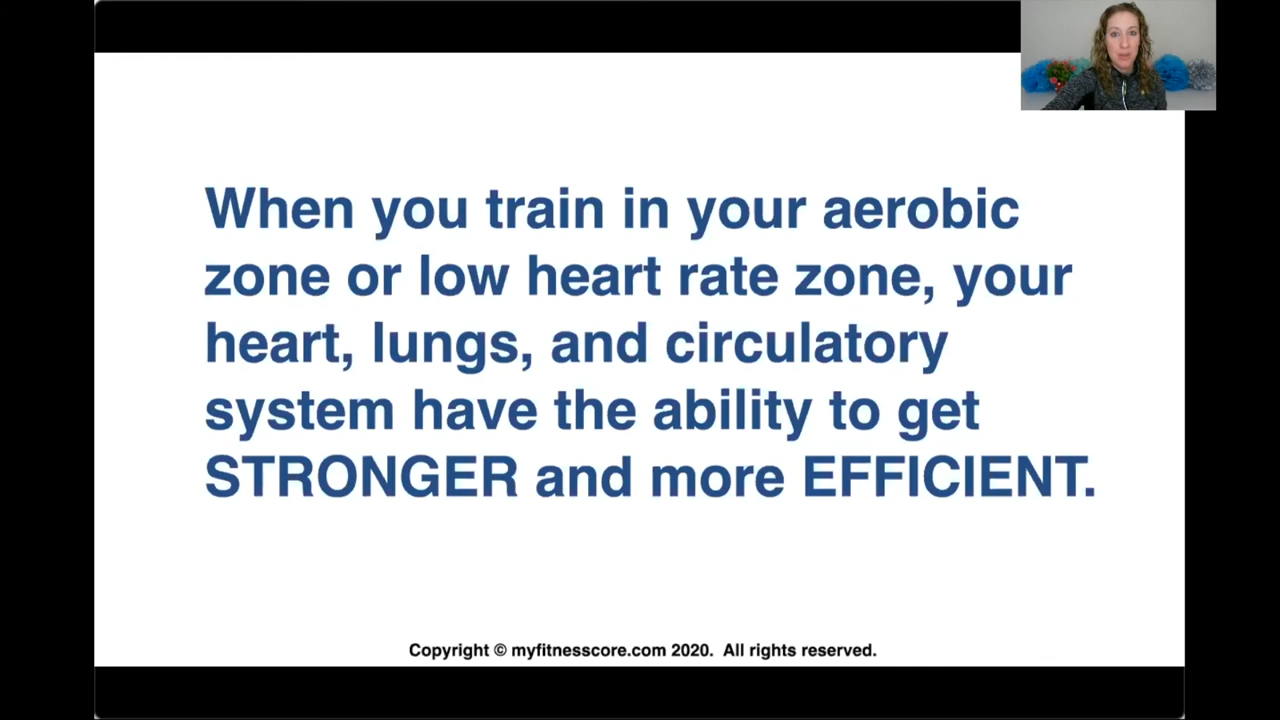 When you train in your aerobic
zone or low heart rate zone, your
heart, lungs, and circulatory
system have the ability to get
STRONGER and more EFFICIENT.
Copyright © myfitnesscore.com 2020.  All rights reserved.